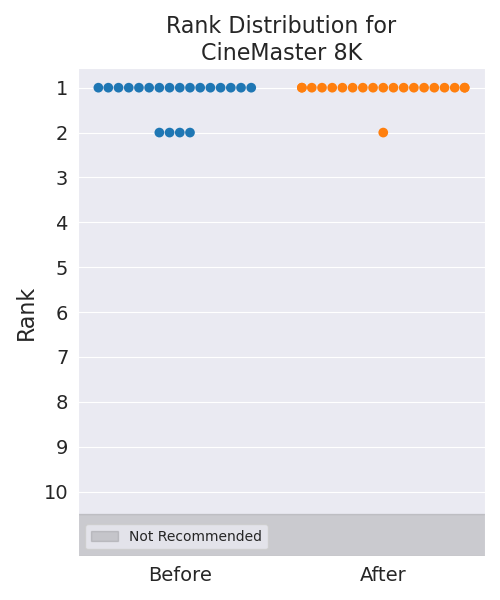 Rank Distribution for
CineMaster 8K
Rank
1
2
3
4
5
6
7
8
9
10
Not Recommended
Before
After